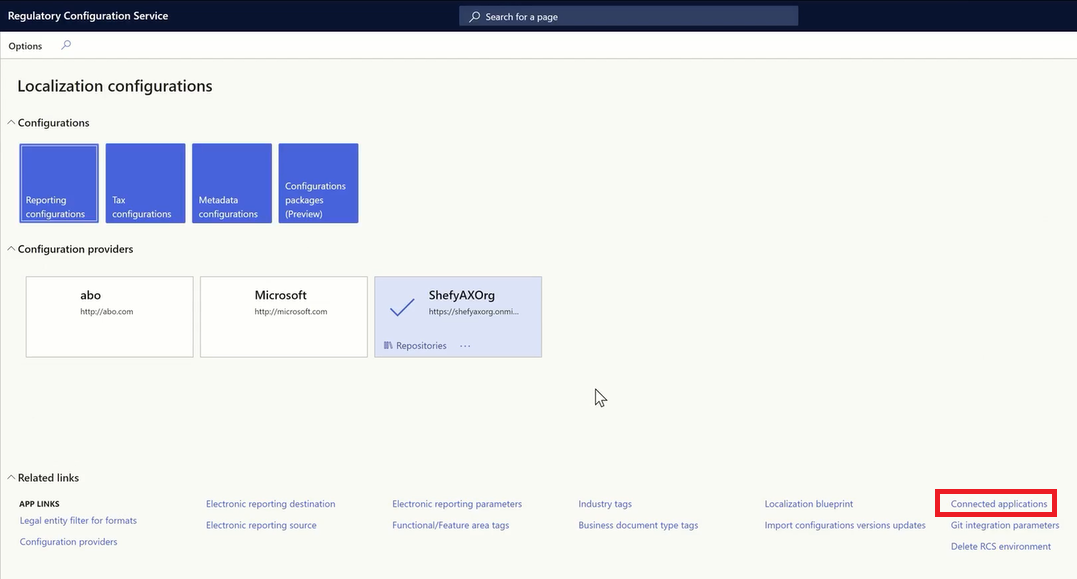 Regulatory Configuration Service
Search for a page
Options
Localization configurations
Configurations
Reporting
configurations
Tax
configurations
Metadata
configurations
Configurations
packages
(Preview)
Configuration providers
abo
http://abo.com
Microsoft
http://microsoft.com
ShefyAXOrg
https://shefyaxorg.onmi...
Repositories
...
Related links
APP LINKS
Legal entity filter for formats
Configuration providers
Electronic reporting destination
Electronic reporting source
Electronic reporting parameters
Functional/Feature area tags
Industry tags
Business document type tags
Localization blueprint
Import configurations versions updates
Connected applications
Git integration parameters
Delete RCS environment